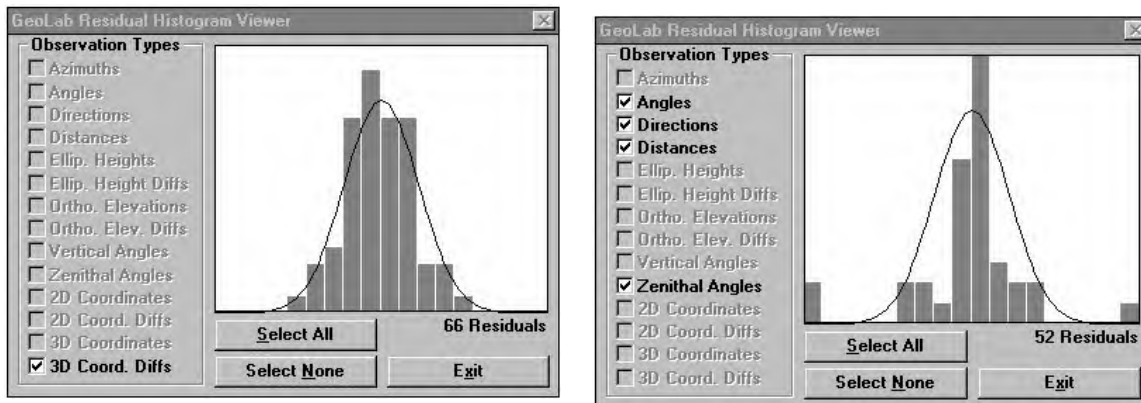 GeoLab Residual Histogram Viewer
Observation Types
Azimuths
Angles
Directions
Distances
Ellip. Heights
Ellip. Height Diffs
Ortho. Elevations
Ortho. Elev. Diffs
Vertical Angles
Zenithal Angles
2D Coordinates
2D Coord. Diffs
3D Coordinates
3D Coord. Diffs
66 Residuals
Select All
Select None
Exit
GeoLab Residual Histogram Viewer
Observation Types
Azimuths
Angles
Directions
Distances
Ellip. Heights
Ellip. Height Diffs
Ortho. Elevations
Ortho. Elev. Diffs
Vertical Angles
Zenithal Angles
2D Coordinates
2D Coord. Diffs
3D Coordinates
3D Coord. Diffs
52 Residuals
Select All
Select None
Exit